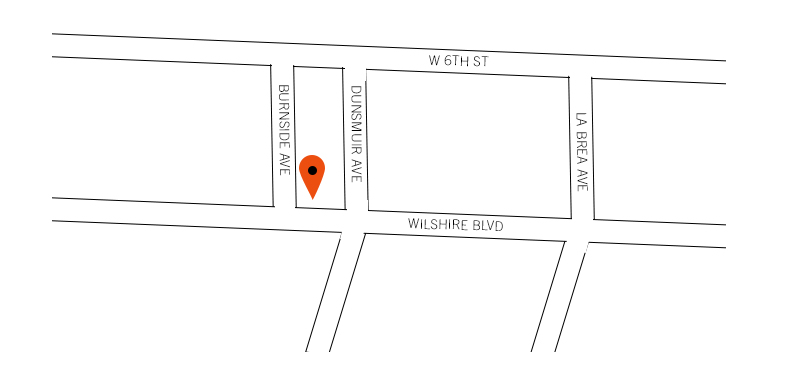 W 6TH ST
BURNSIDE AVE
DUNSMUIR AVE
LA BREA AVE
WILSHIRE BLVD